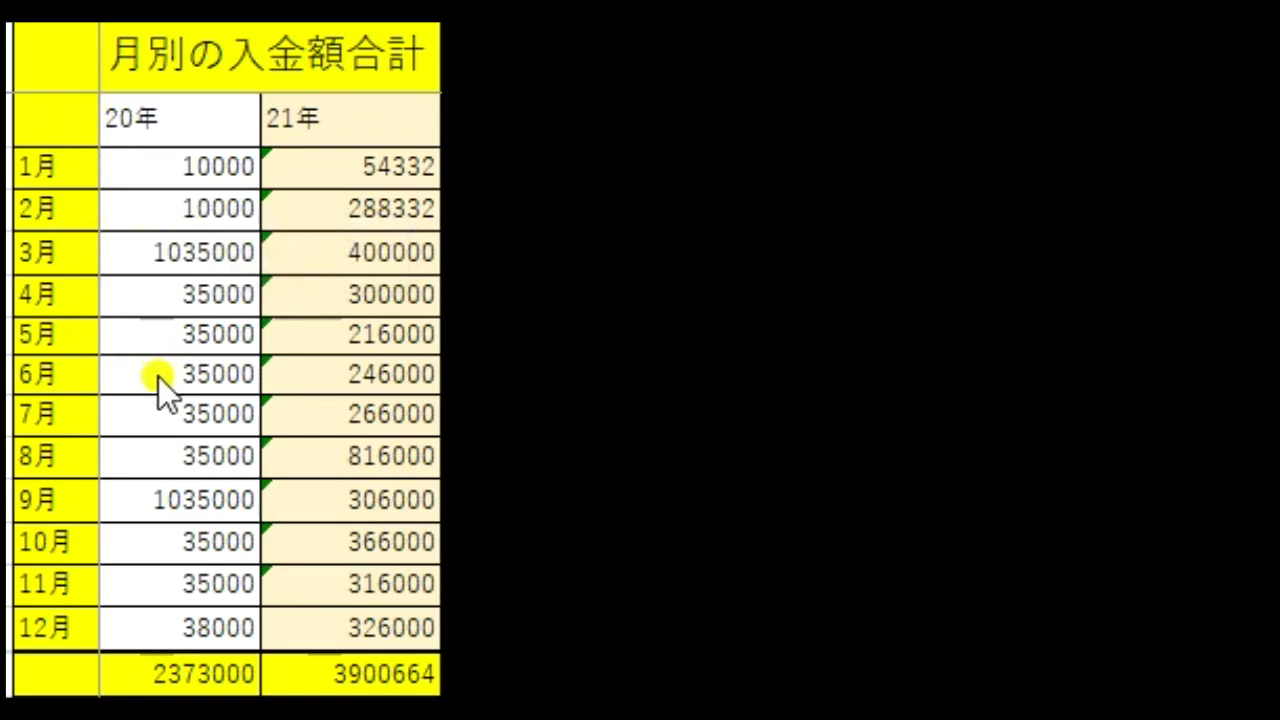 月別の入金額合計
20年 21年
1月 10000 54332
2月 10000 288332
3月 1035000 400000
4月 35000 300000
5月 35000 216000
6月 35000 246000
7月 35000 266000
8月 35000 816000
9月 1035000 306000
10月 35000 366000
11月 35000 316000
12月 38000 326000
2373000 3900664